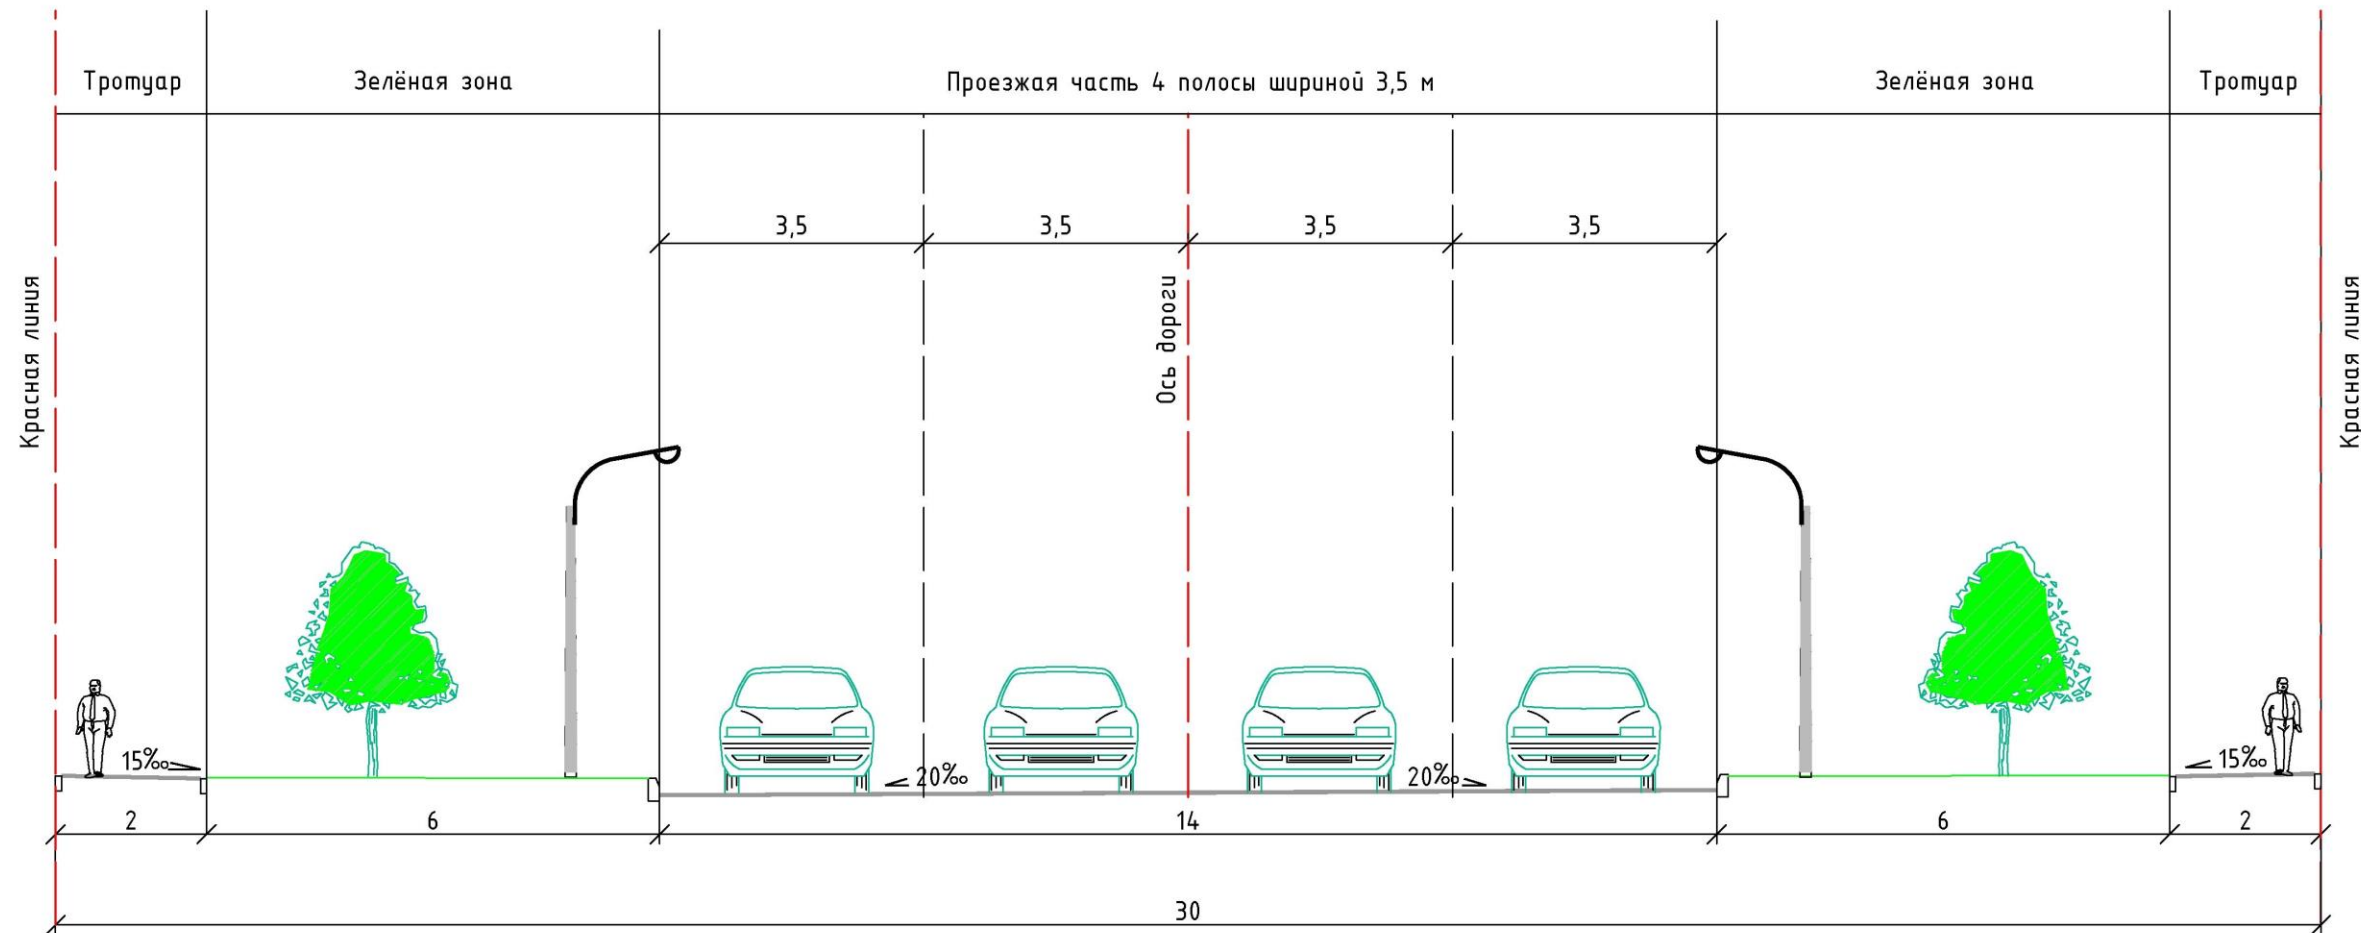 Тротуар
Зелёная зона
Проезжая часть 4 полосы шириной 3,5 м
Зелёная зона
Тротуар
3,5
3,5
3,5
3,5
Красная линия
Ось дороги
Красная линия
15‰
20‰
20‰
15‰
2
6
14
6
2
30